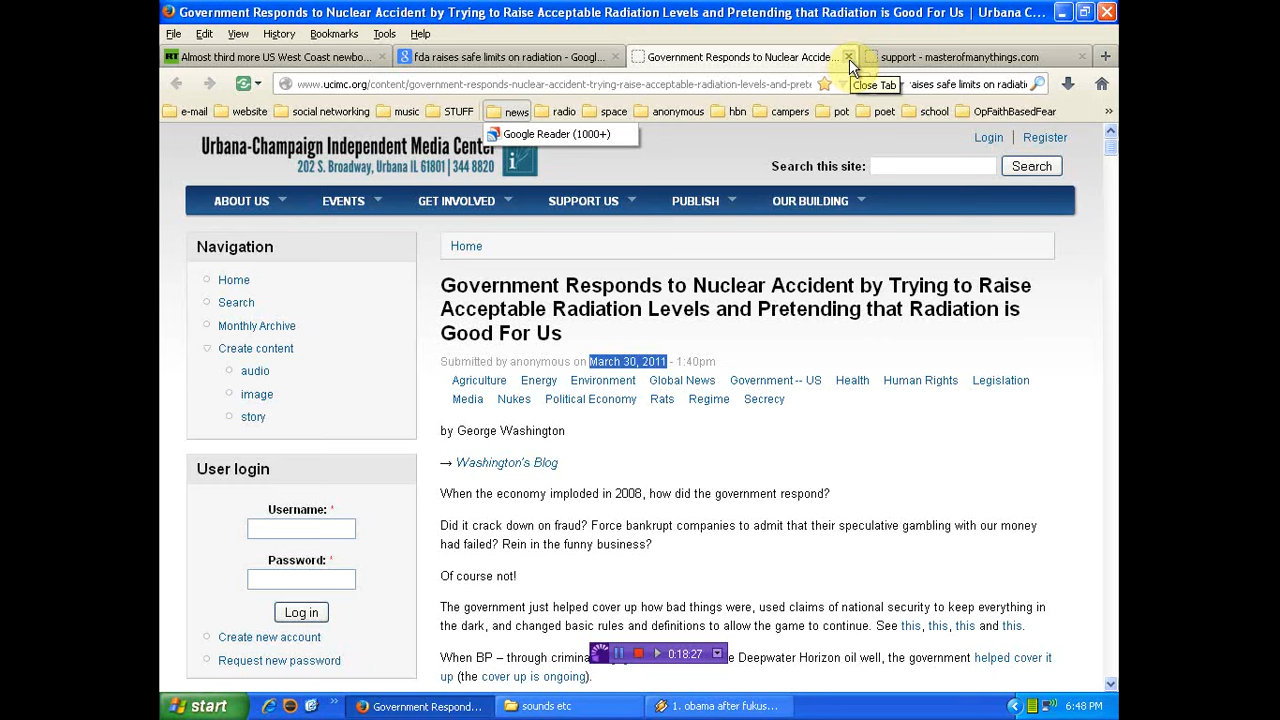 Government Responds to Nuclear Accident by Trying to Raise Acceptable Radiation Levels and Pretending that Radiation is Good For Us | Urbana C...
File Edit View History Bookmarks Tools Help
Almost third more US West Coast newbo... fda raises safe limits on radiation - Googl... Government Responds to Nuclear Accide... support - masterofmanythings.com
www.ucimc.org/content/government-responds-nuclear-accident-trying-raise-acceptable-radiation-levels-and-prete raises safe limits on radiati
Close Tab
e-mail website social networking music STUFF news radio space anonymous hbn campers pot poet school OpFaithBasedFear
Google Reader (1000+)
Urbana-Champaign Independent Media Center
202 S. Broadway, Urbana IL 61801 | 344 8820
i
Login Register
Search this site: Search
ABOUT US EVENTS GET INVOLVED SUPPORT US PUBLISH OUR BUILDING
Navigation
Home
Search
Monthly Archive
Create content
audio
image
story
User login
Username: *
Password: *
Log in
Create new account
Request new password
Home
Government Responds to Nuclear Accident by Trying to Raise
Acceptable Radiation Levels and Pretending that Radiation is
Good For Us
Submitted by anonymous on March 30, 2011 - 1:40pm
Agriculture Energy Environment Global News Government -- US Health Human Rights Legislation
Media Nukes Political Economy Rats Regime Secrecy
by George Washington
→ Washington's Blog
When the economy imploded in 2008, how did the government respond?
Did it crack down on fraud? Force bankrupt companies to admit that their speculative gambling with our money
had failed? Rein in the funny business?
Of course not!
The government just helped cover up how bad things were, used claims of national security to keep everything in
the dark, and changed basic rules and definitions to allow the game to continue. See this, this, this and this.
When BP – through crimina e Deepwater Horizon oil well, the government helped cover it
up (the cover up is ongoing).
0:18:27
start Government Respond... sounds etc 1. obama after fukus... 6:48 PM